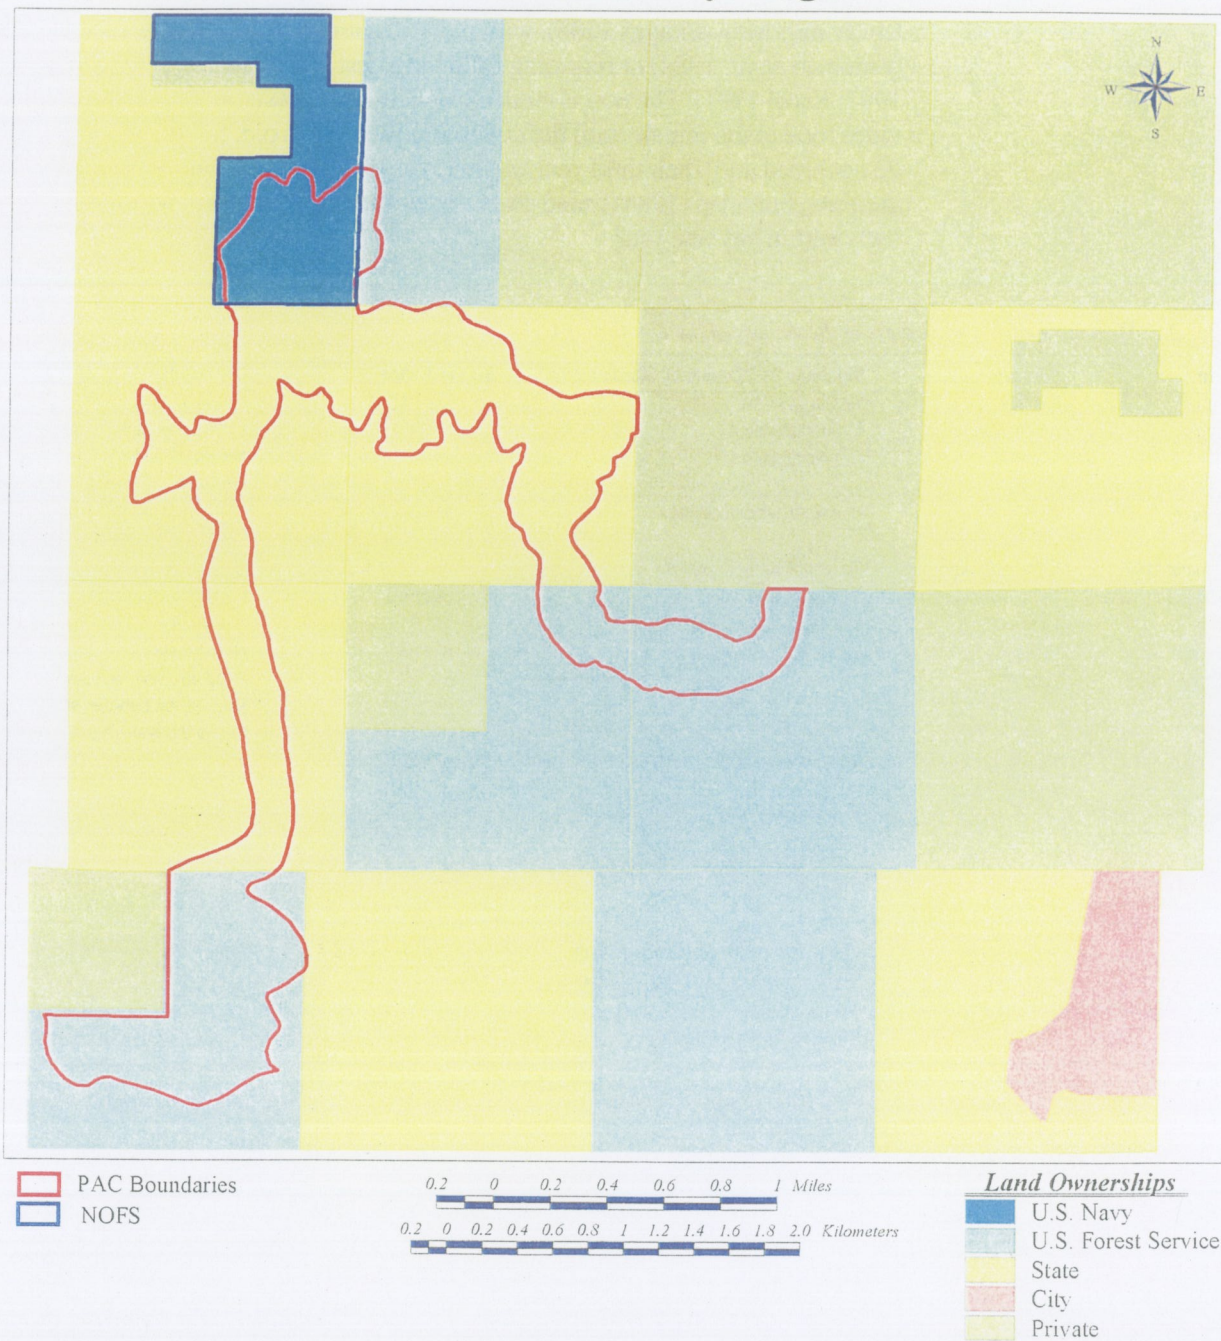 N
W E
S
PAC Boundaries
NOFS
0.2 0 0.2 0.4 0.6 0.8 1 Miles
0.2 0 0.2 0.4 0.6 0.8 1 1.2 1.4 1.6 1.8 2.0 Kilometers
Land Ownerships
U.S. Navy
U.S. Forest Service
State
City
Private